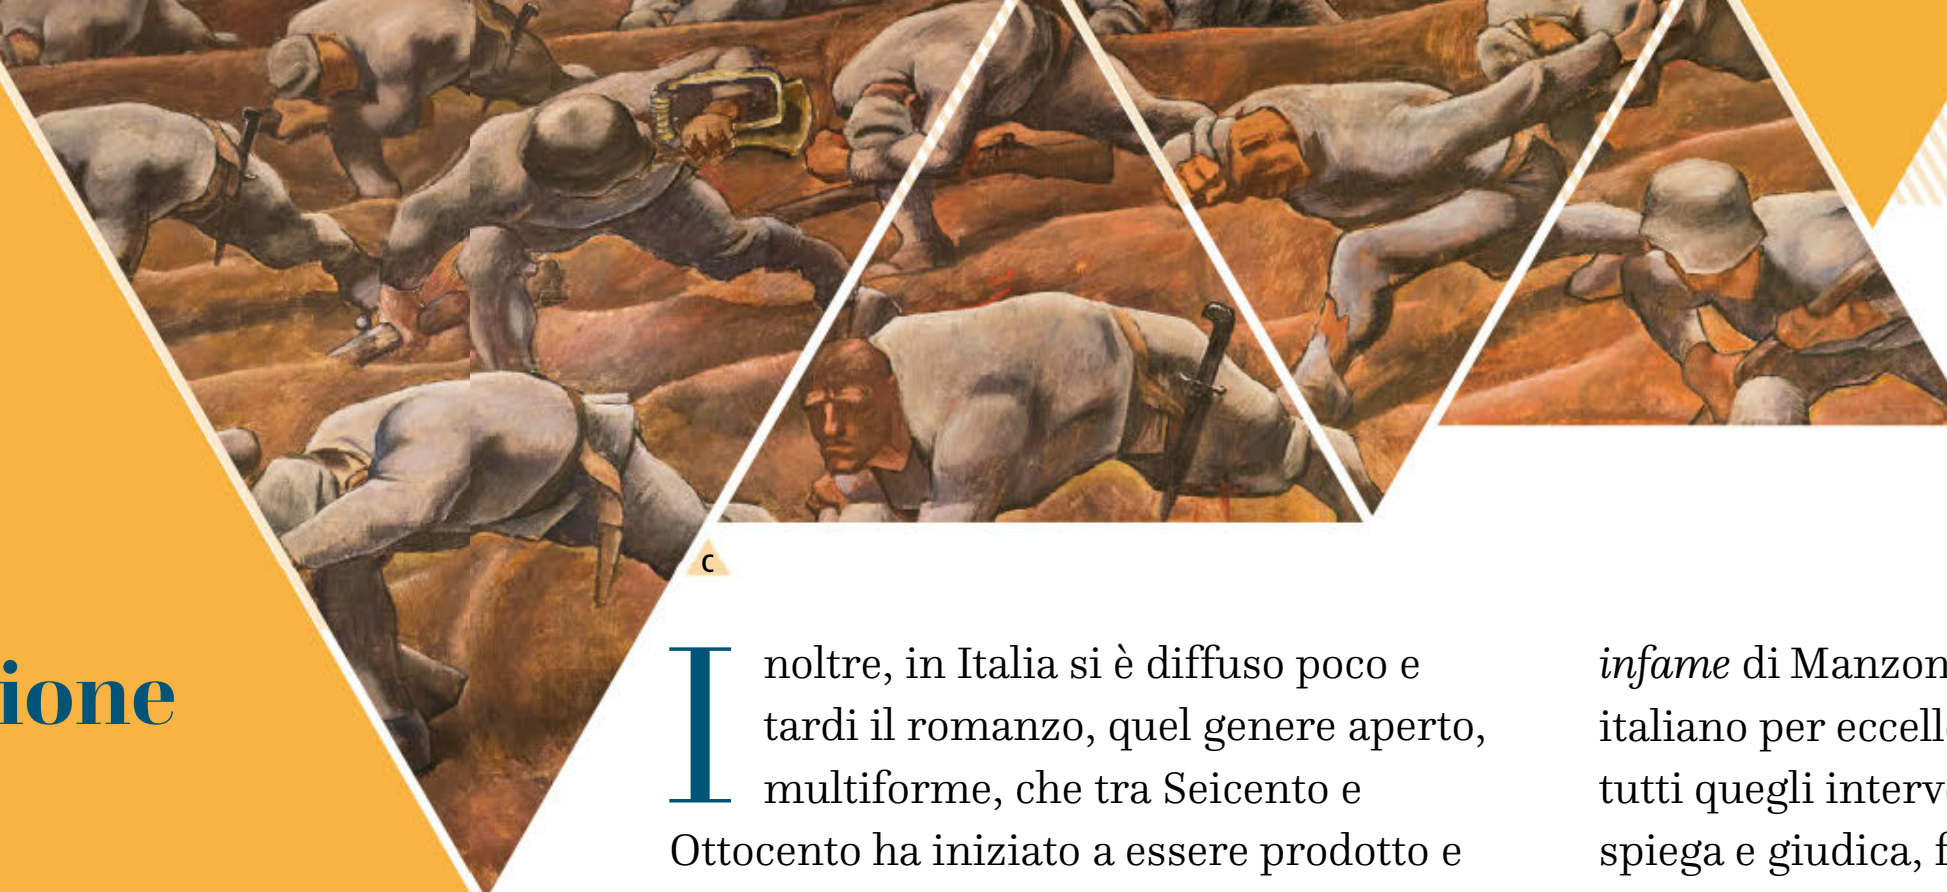 ione
C
Inoltre, in Italia si è diffuso poco e
tardi il romanzo, quel genere aperto,
multiforme, che tra Seicento e
Ottocento ha iniziato a essere prodotto e
infame di Manzon
italiano per eccell
tutti quegli interv
spiega e giudica, f